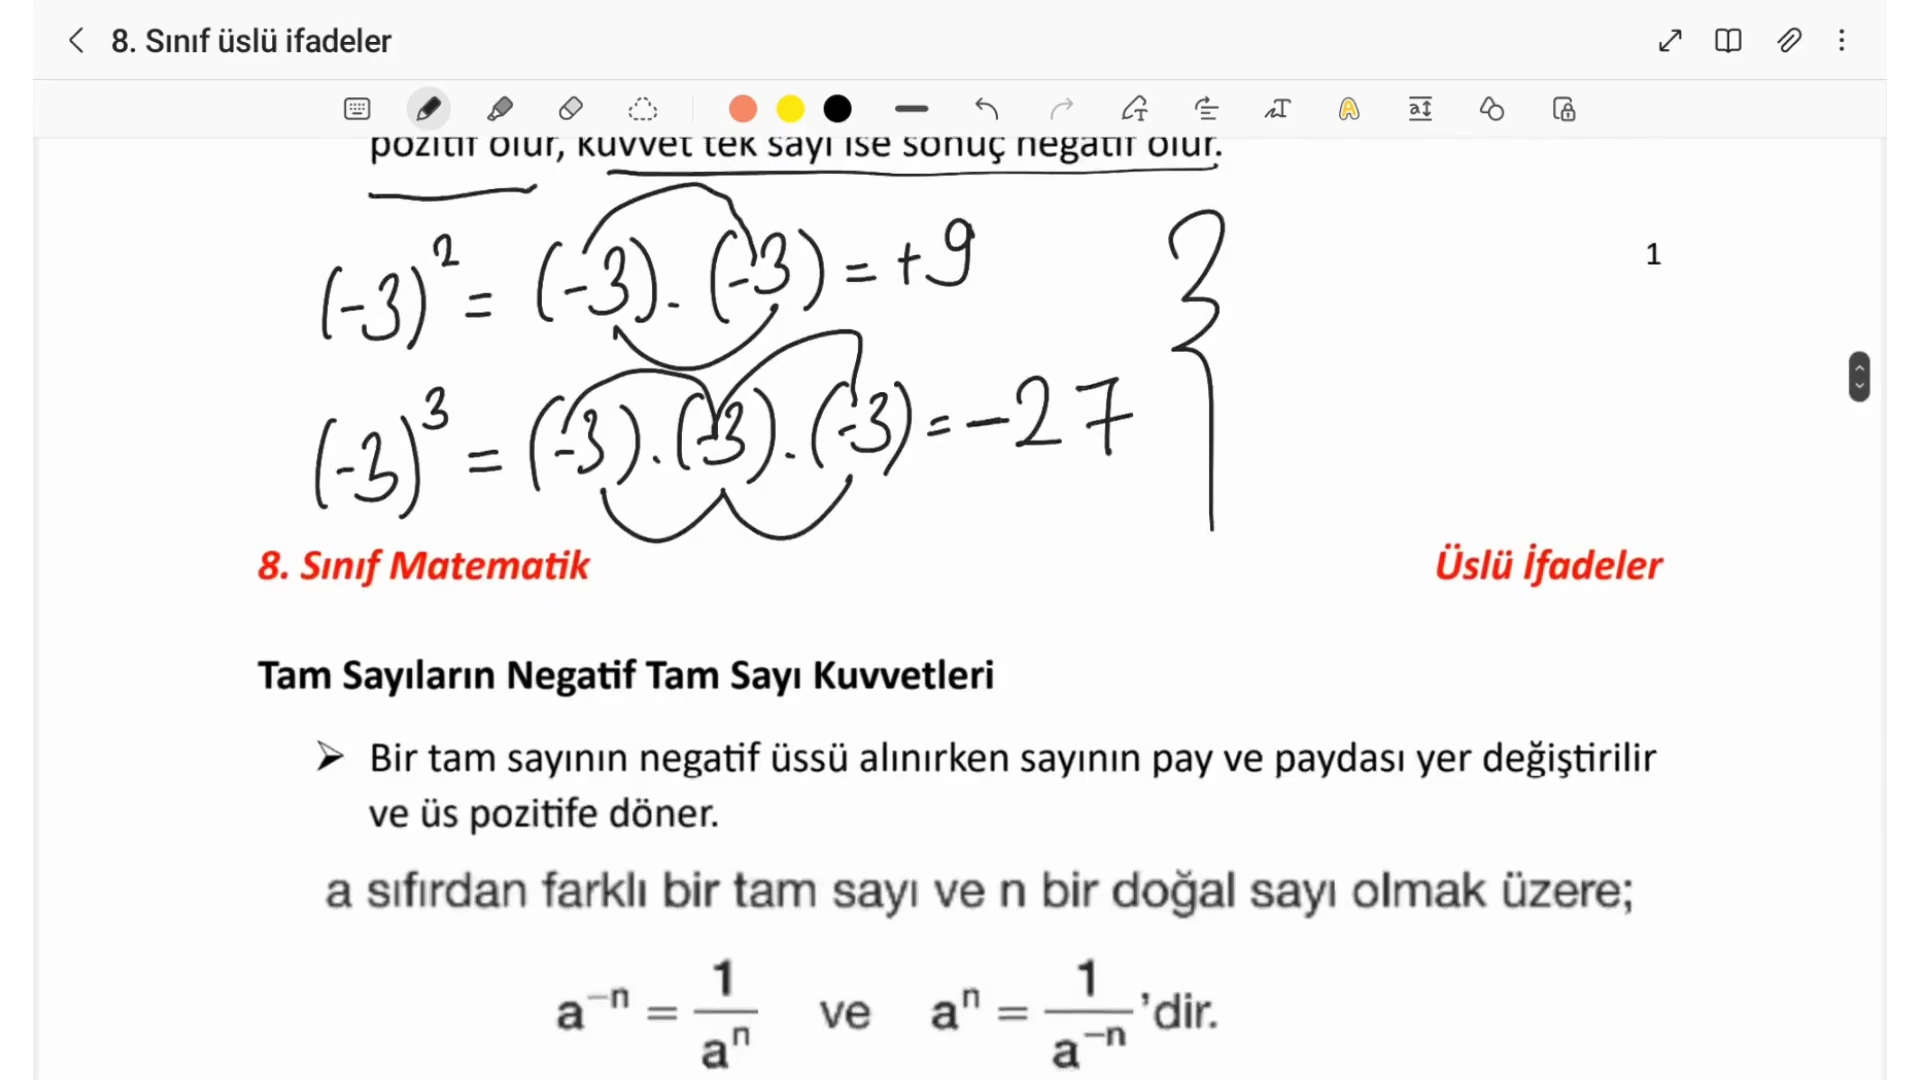 8. Sınıf üslü ifadeler
pozitif olur, kuvvet tek sayı ise sonuç negatif olur.
(-3)² = (-3) . (-3) = +9
1
(-3)³ = (-3) . (-3) . (-3) = -27
8. Sınıf Matematik
Üslü İfadeler
Tam Sayıların Negatif Tam Sayı Kuvvetleri
➢ Bir tam sayının negatif üssü alınırken sayının pay ve paydası yer değiştirilir
ve üs pozitife döner.
a sıfırdan farklı bir tam sayı ve n bir doğal sayı olmak üzere;
a⁻ⁿ = 1/aⁿ ve aⁿ = 1/a⁻ⁿ 'dir.